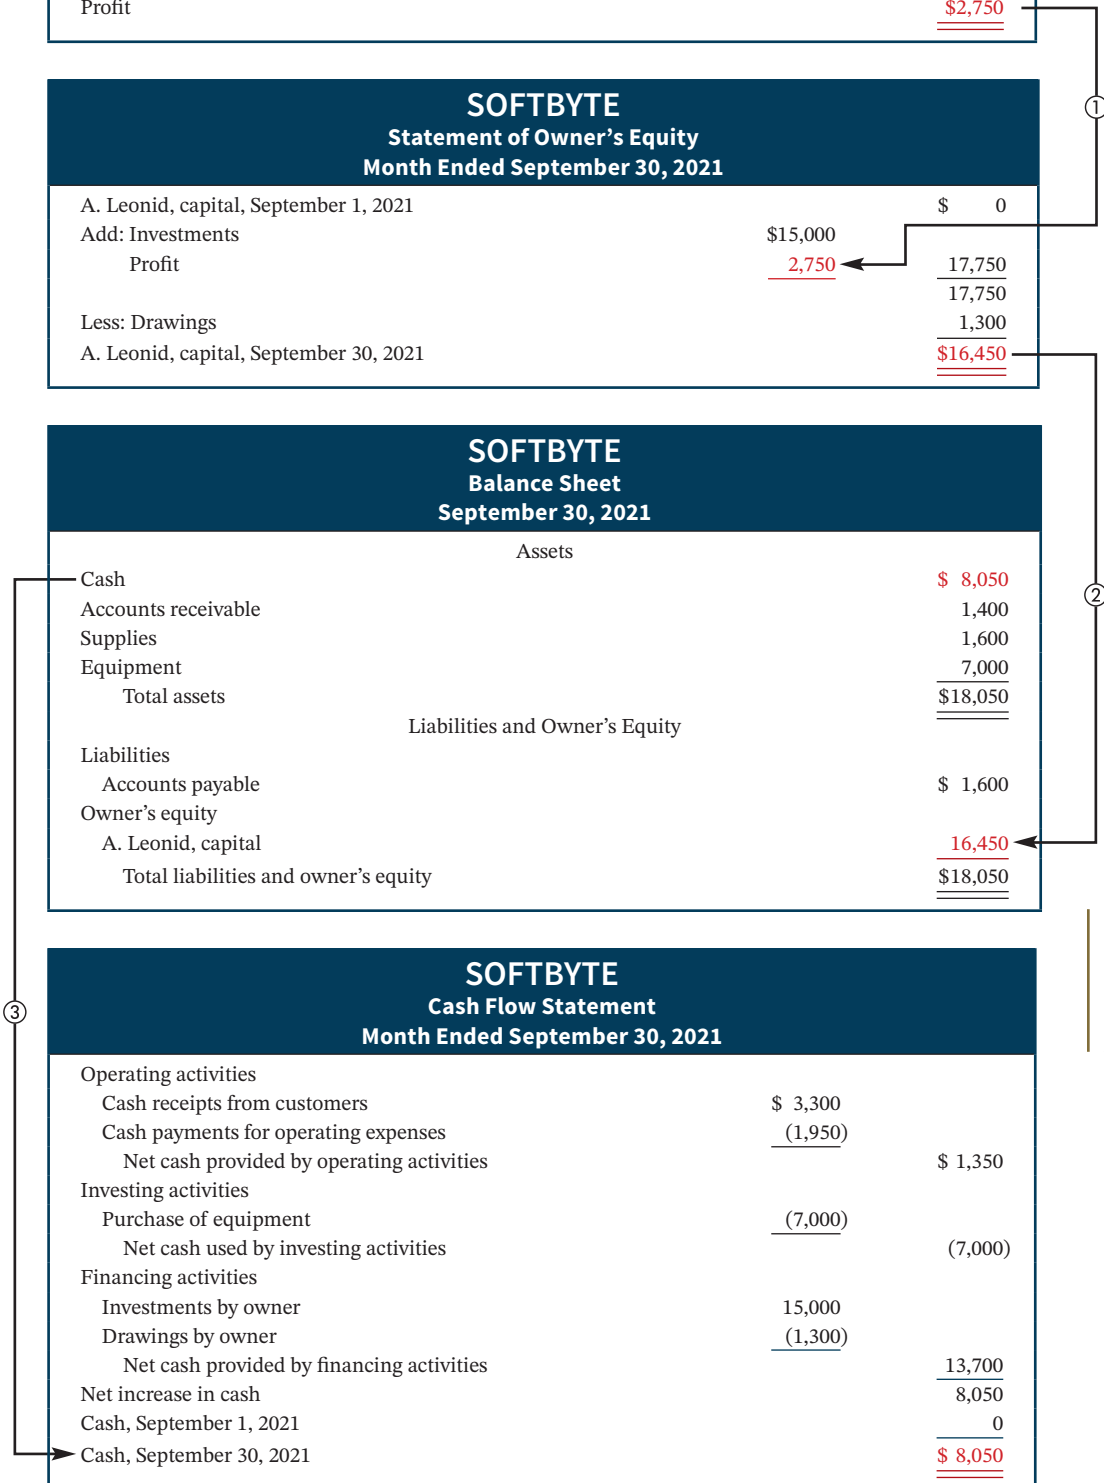 Profit $2,750
①
SOFTBYTE
Statement of Owner’s Equity
Month Ended September 30, 2021
A. Leonid, capital, September 1, 2021 $ 0
Add: Investments $15,000
Profit 2,750 17,750
17,750
Less: Drawings 1,300
A. Leonid, capital, September 30, 2021 $16,450
SOFTBYTE
Balance Sheet
September 30, 2021
Assets
Cash $ 8,050
②
Accounts receivable 1,400
Supplies 1,600
Equipment 7,000
Total assets $18,050
Liabilities and Owner’s Equity
Liabilities
Accounts payable $ 1,600
Owner’s equity
A. Leonid, capital 16,450
Total liabilities and owner’s equity $18,050
SOFTBYTE
③
Cash Flow Statement
Month Ended September 30, 2021
Operating activities
Cash receipts from customers $ 3,300
Cash payments for operating expenses (1,950)
Net cash provided by operating activities $ 1,350
Investing activities
Purchase of equipment (7,000)
Net cash used by investing activities (7,000)
Financing activities
Investments by owner 15,000
Drawings by owner (1,300)
Net cash provided by financing activities 13,700
Net increase in cash 8,050
Cash, September 1, 2021 0
Cash, September 30, 2021 $ 8,050